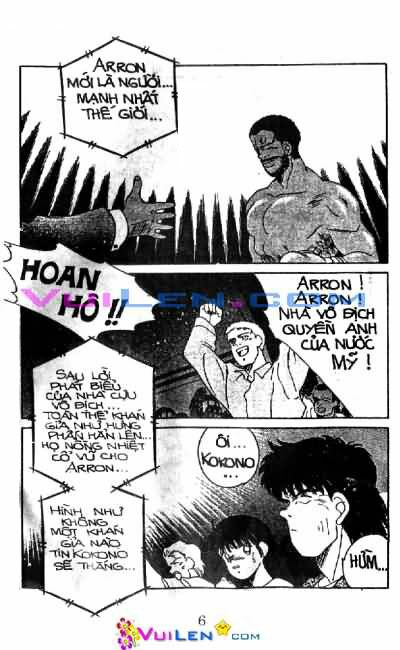 ARRON
MỚI LÀ NGƯỜI...
MẠNH NHẤT
THẾ GIỚI...
HOAN
HÔ !!
VUILEN.COM
ARRON !
ARRON !
NHÀ VÔ ĐỊCH
QUYỀN ANH
CỦA NƯỚC
MỸ !
SAU LỜI
PHÁT BIỂU
CỦA NHÀ CỰU
VÔ ĐỊCH...
TOÀN THỂ KHÁN
GIẢ NHƯ HƯNG
PHẤN HẲN LÊN...
HỌ NỒNG NHIỆT
CỔ VŨ CHO
ARRON...
HÌNH NHƯ
KHÔNG
MỘT KHÁN
GIẢ NÀO
TIN KOKONO
SẼ THẮNG...
ÔI...
KOKONO
...
HỪM...
6
VUILEN.COM